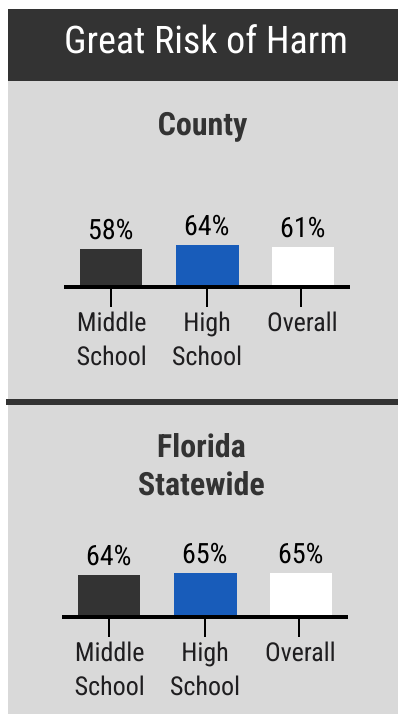 Great Risk of Harm
County
58% 64% 61%
Middle School High School Overall
Florida
Statewide
64% 65% 65%
Middle School High School Overall